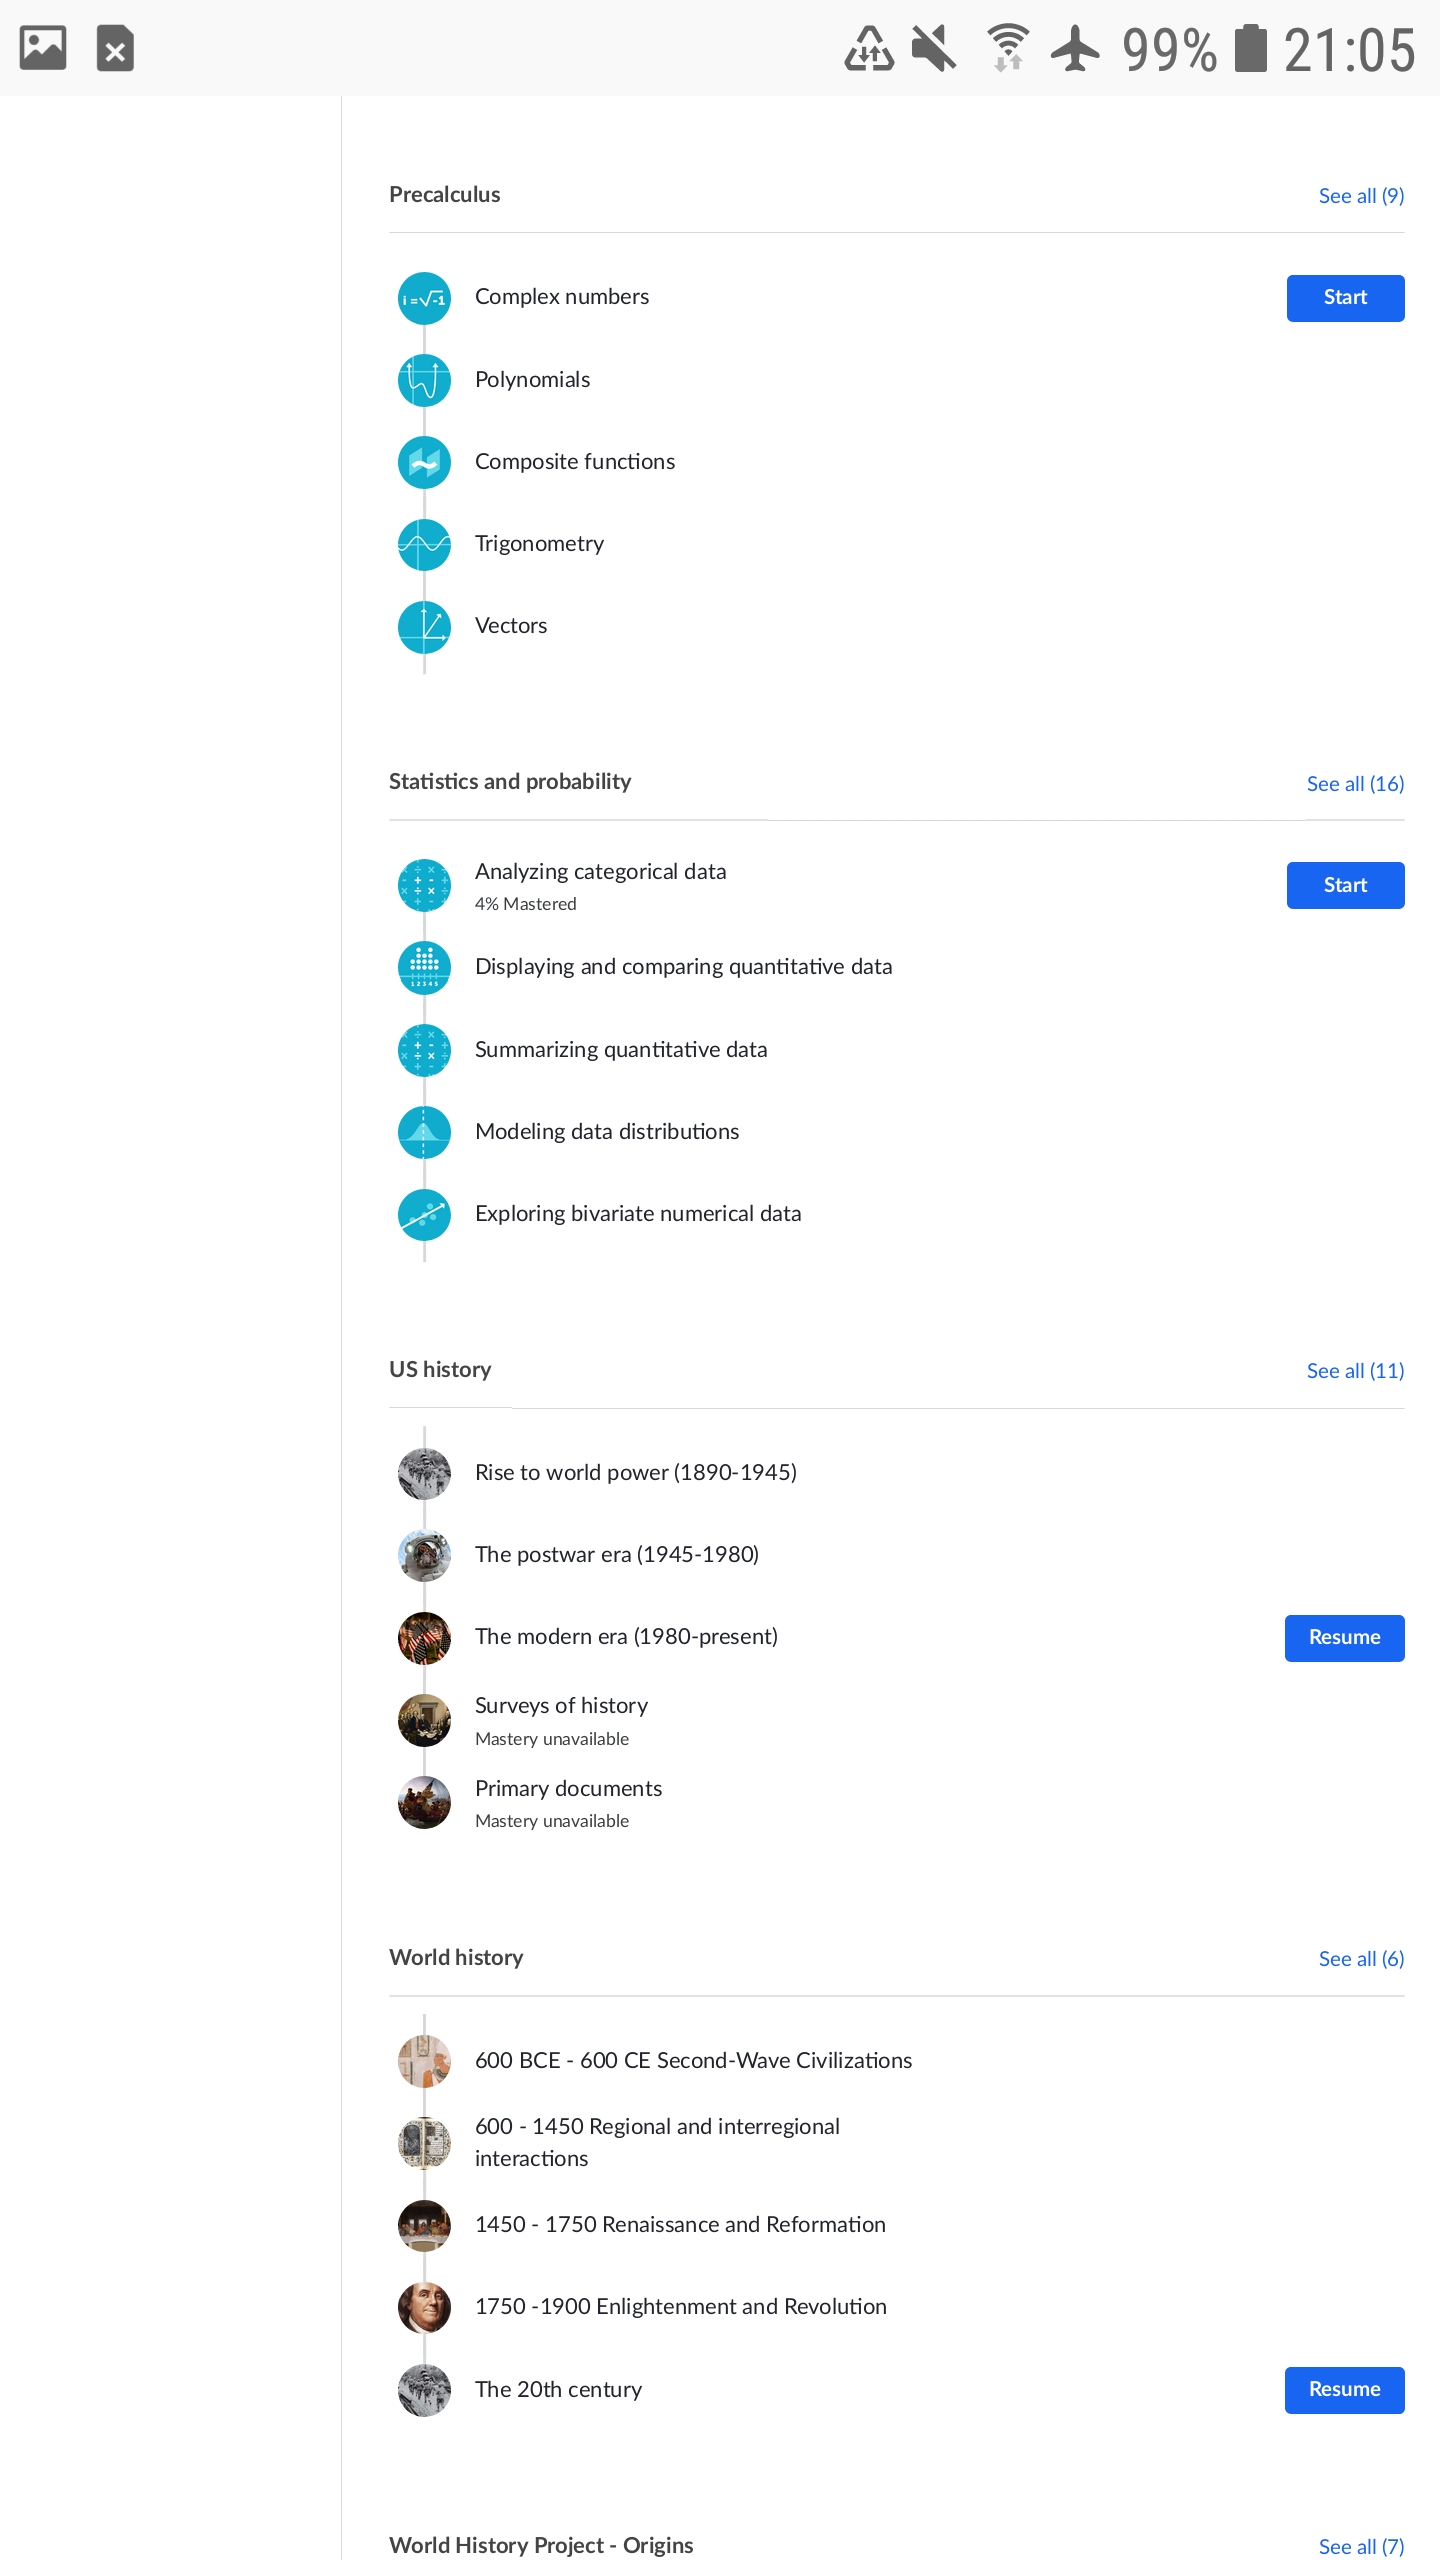 99% 21:05
Precalculus See all (9)
i = √-1 Complex numbers Start
Polynomials
Composite functions
Trigonometry
Vectors
Statistics and probability See all (16)
Analyzing categorical data Start
4% Mastered
Displaying and comparing quantitative data
1 2 3 4 5
Summarizing quantitative data
Modeling data distributions
Exploring bivariate numerical data
US history See all (11)
Rise to world power (1890-1945)
The postwar era (1945-1980)
The modern era (1980-present) Resume
Surveys of history
Mastery unavailable
Primary documents
Mastery unavailable
World history See all (6)
600 BCE - 600 CE Second-Wave Civilizations
600 - 1450 Regional and interregional
interactions
1450 - 1750 Renaissance and Reformation
1750 -1900 Enlightenment and Revolution
The 20th century Resume
World History Project - Origins See all (7)